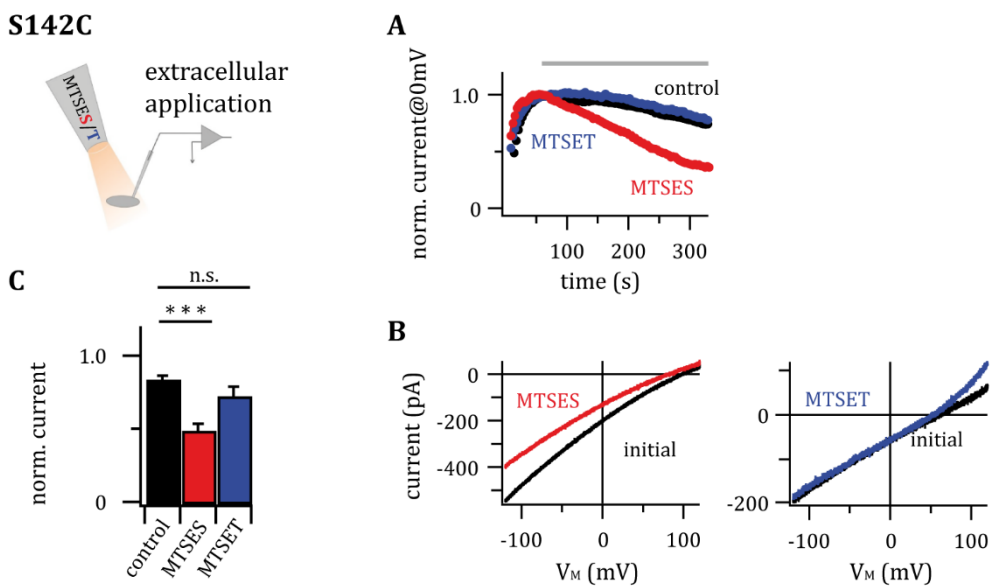 S142C
MTSES/T
extracellular
application
A
norm. current@0mV
1.0
0
100
200
300
time (s)
control
MTSET
MTSES
C
n.s.
***
norm. current
1.0
0
control
MTSES
MTSET
B
current (pA)
0
-200
-400
MTSES
initial
-100
0
100
VM (mV)
0
-200
MTSET
initial
-100
0
100
VM (mV)